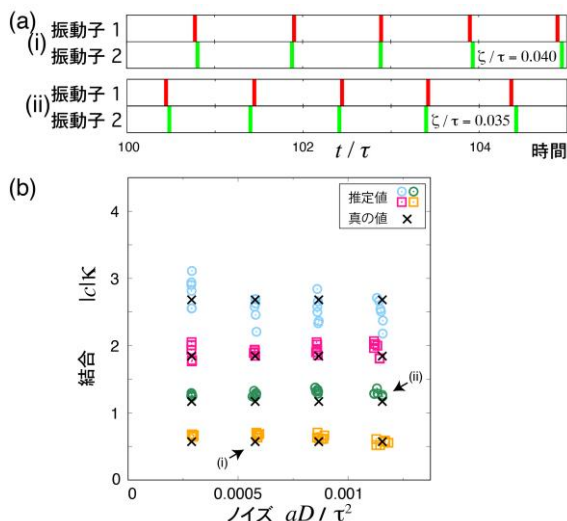 (a)
(i)
振動子 1
振動子 2
ζ / τ = 0.040
(ii)
振動子 1
振動子 2
ζ / τ = 0.035
100
102
t / τ
104
時間
(b)
推定値
真の値
4
3
2
1
0
結合 |c|κ
(ii)
(i)
0
0.0005
0.001
ノイズ aD / τ²